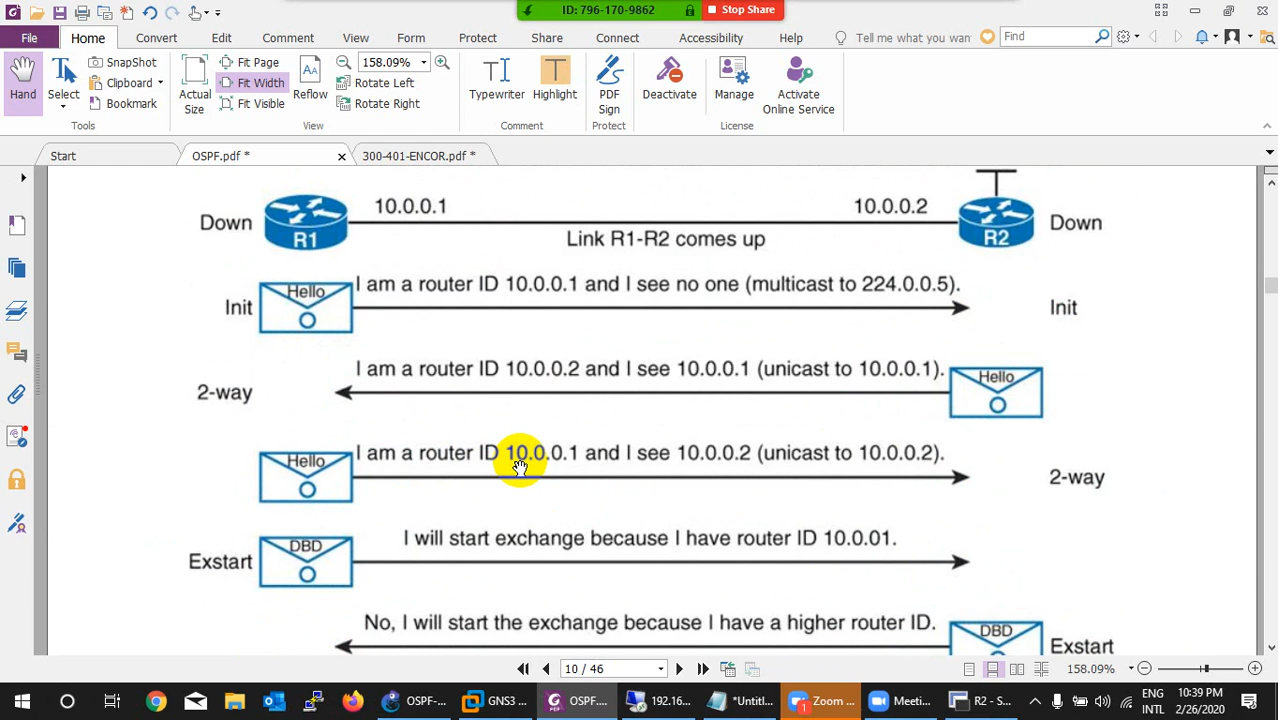 ID: 796-170-9862 Stop Share
File Home Convert Edit Comment View Form Protect Share Connect Accessibility Help Tell me what you want Find
Hand Select SnapShot Clipboard Bookmark
Actual Size Fit Page Fit Width Fit Visible Reflow 158.09% Rotate Left Rotate Right
Typewriter Highlight PDF Sign Deactivate Manage Activate Online Service
Tools View Comment Protect License
Start OSPF.pdf * 300-401-ENCOR.pdf *
10.0.0.1 10.0.0.2
Down R1 R2 Down
Link R1-R2 comes up
I am a router ID 10.0.0.1 and I see no one (multicast to 224.0.0.5).
Init Hello Init
I am a router ID 10.0.0.2 and I see 10.0.0.1 (unicast to 10.0.0.1).
2-way Hello
I am a router ID 10.0.0.1 and I see 10.0.0.2 (unicast to 10.0.0.2).
Hello 2-way
I will start exchange because I have router ID 10.0.01.
Exstart DBD
No, I will start the exchange because I have a higher router ID.
DBD Exstart
10 / 46 158.09%
OSPF-... GNS3 ... OSPF.... 192.16... *Untitl... Zoom ... 1 Meeti... R2 - S... ENG INTL 10:39 PM 2/26/2020